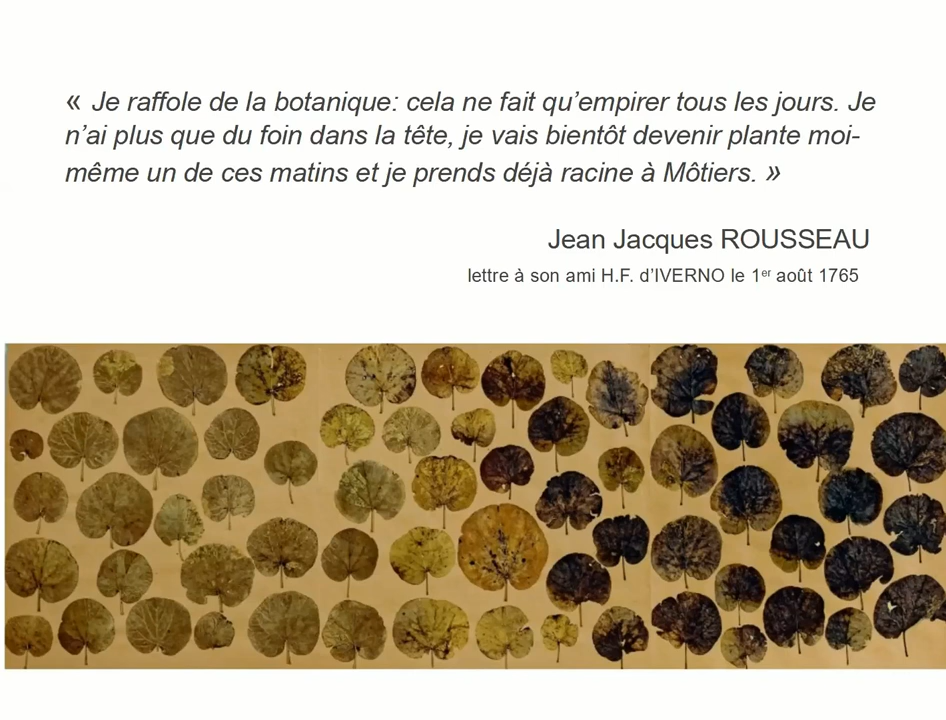 « Je raffole de la botanique: cela ne fait qu’empirer tous les jours. Je
n’ai plus que du foin dans la tête, je vais bientôt devenir plante moi-
même un de ces matins et je prends déjà racine à Môtiers. »
Jean Jacques ROUSSEAU
lettre à son ami H.F. d’IVERNO le 1er août 1765